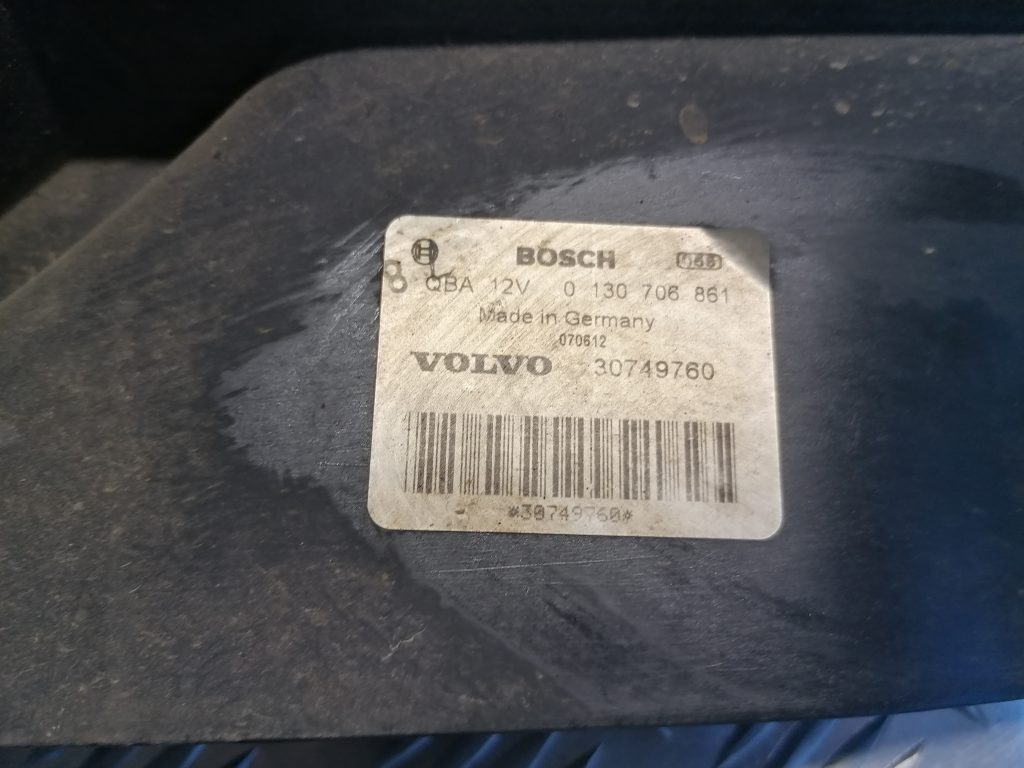 BOSCH
QBA 12V 0 130 706 861
Made in Germany
070612
VOLVO 30749760
*30749760*